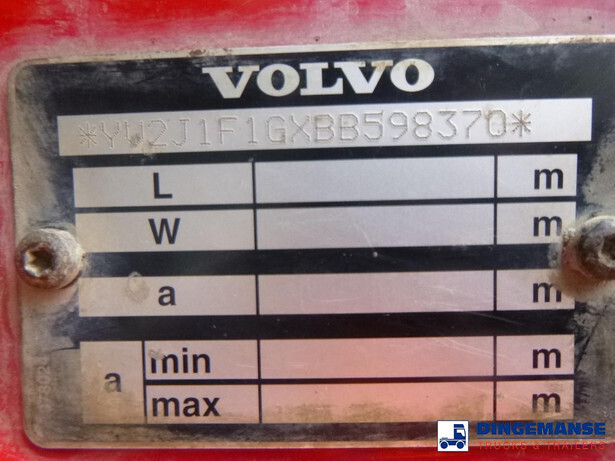 VOLVO
*YV2J1F1GXBB598370*
L m
W m
a m
a min m
max m
DINGEMANSE
TRUCKS & TRAILERS